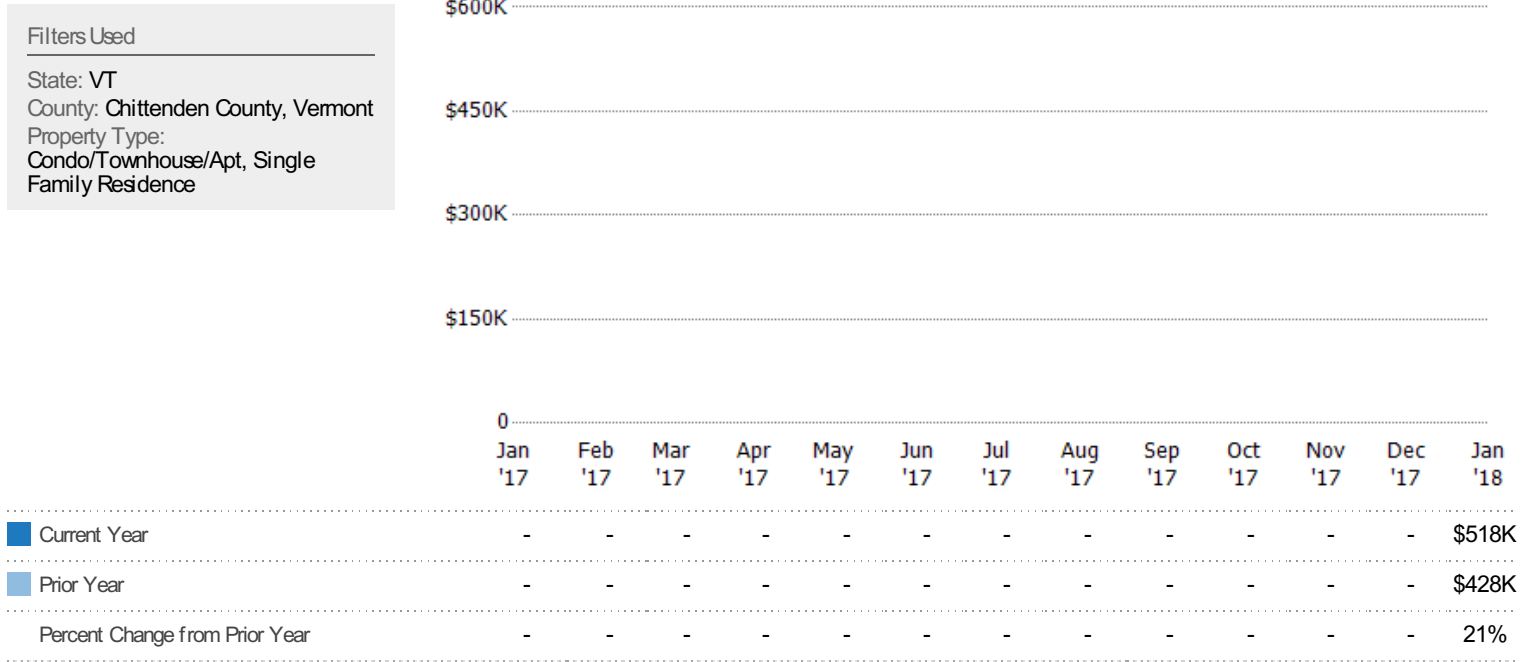 Filters Used
State: VT
County: Chittenden County, Vermont
Property Type:
Condo/Townhouse/Apt, Single
Family Residence
$600K
$450K
$300K
$150K
0
Jan Feb Mar Apr May Jun Jul Aug Sep Oct Nov Dec Jan
'17 '17 '17 '17 '17 '17 '17 '17 '17 '17 '17 '17 '18
Current Year - - - - - - - - - - - - $518K
Prior Year - - - - - - - - - - - - $428K
Percent Change from Prior Year - - - - - - - - - - - - 21%